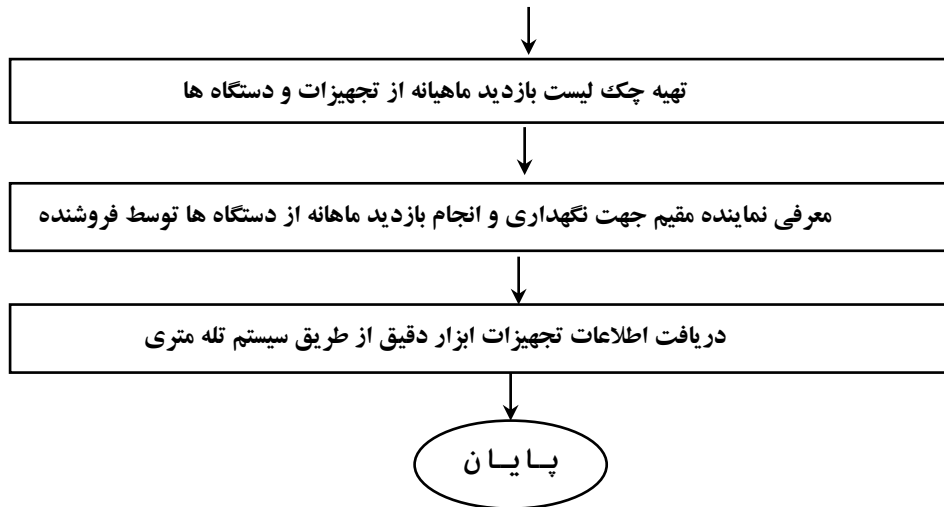 تهیه چک لیست بازدید ماهیانه از تجهیزات و دستگاه ها
معرفی نماینده مقیم جهت نگهداری و انجام بازدید ماهانه از دستگاه ها توسط فروشنده
دریافت اطلاعات تجهیزات ابزار دقیق از طریق سیستم تله متری
پـایـان